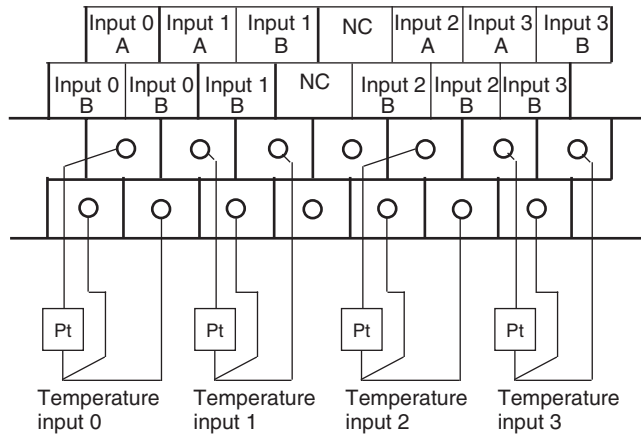 Input 0 Input 1 Input 1 NC Input 2 Input 3 Input 3
A A B A A B
Input 0 Input 0 Input 1 NC Input 2 Input 2 Input 3
B B B B B B
Pt Pt Pt Pt
Temperature Temperature Temperature Temperature
input 0 input 1 input 2 input 3